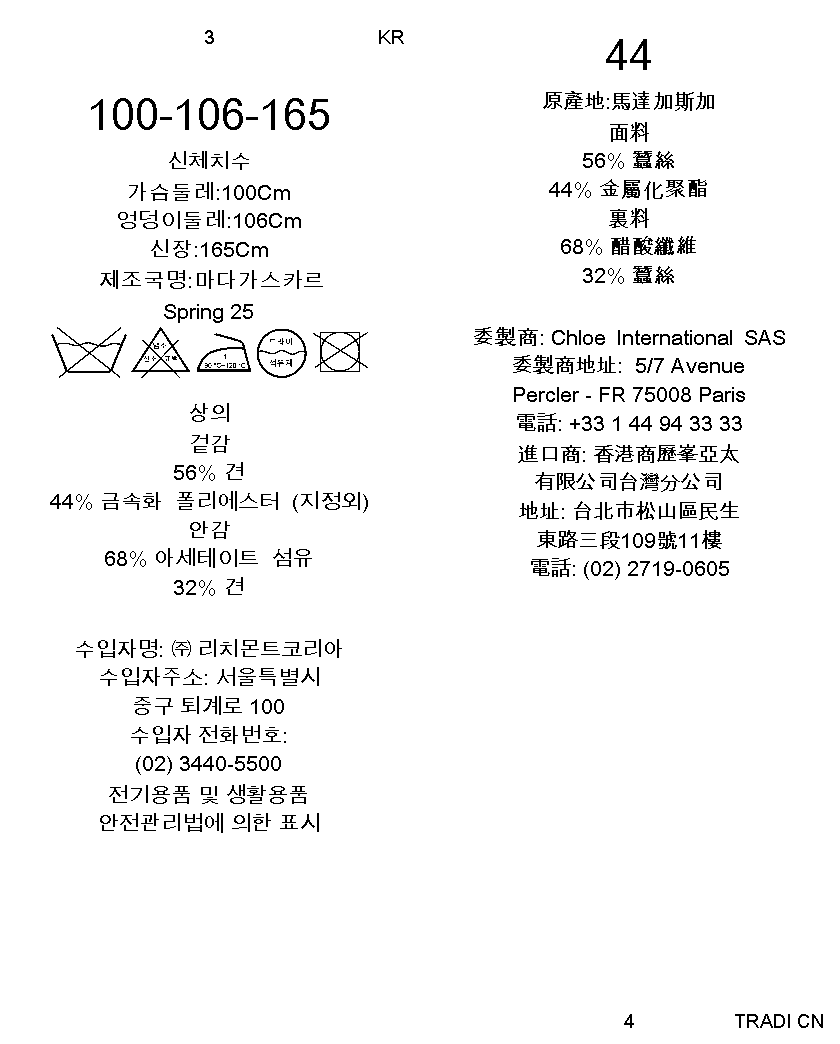 3
KR
100-106-165
신체치수
가슴둘레:100Cm
엉덩이둘레:106Cm
신장:165Cm
제조국명:마다가스카르
Spring 25
염소
산소 표백
1
80 ℃~120 ℃
드라이
석유계
상의
겉감
56% 견
44% 금속화 폴리에스터 (지정외)
안감
68% 아세테이트 섬유
32% 견
수입자명: ㈜ 리치몬트코리아
수입자주소: 서울특별시
중구 퇴계로 100
수입자 전화번호:
(02) 3440-5500
전기용품 및 생활용품
안전관리법에 의한 표시
44
原產地:馬達加斯加
面料
56% 蠶絲
44% 金屬化聚酯
裏料
68% 醋酸纖維
32% 蠶絲
委製商: Chloe International SAS
委製商地址: 5/7 Avenue
Percler - FR 75008 Paris
電話: +33 1 44 94 33 33
進口商: 香港商歷峯亞太
有限公司台灣分公司
地址: 台北市松山區民生
東路三段109號11樓
電話: (02) 2719-0605
4
TRADI CN